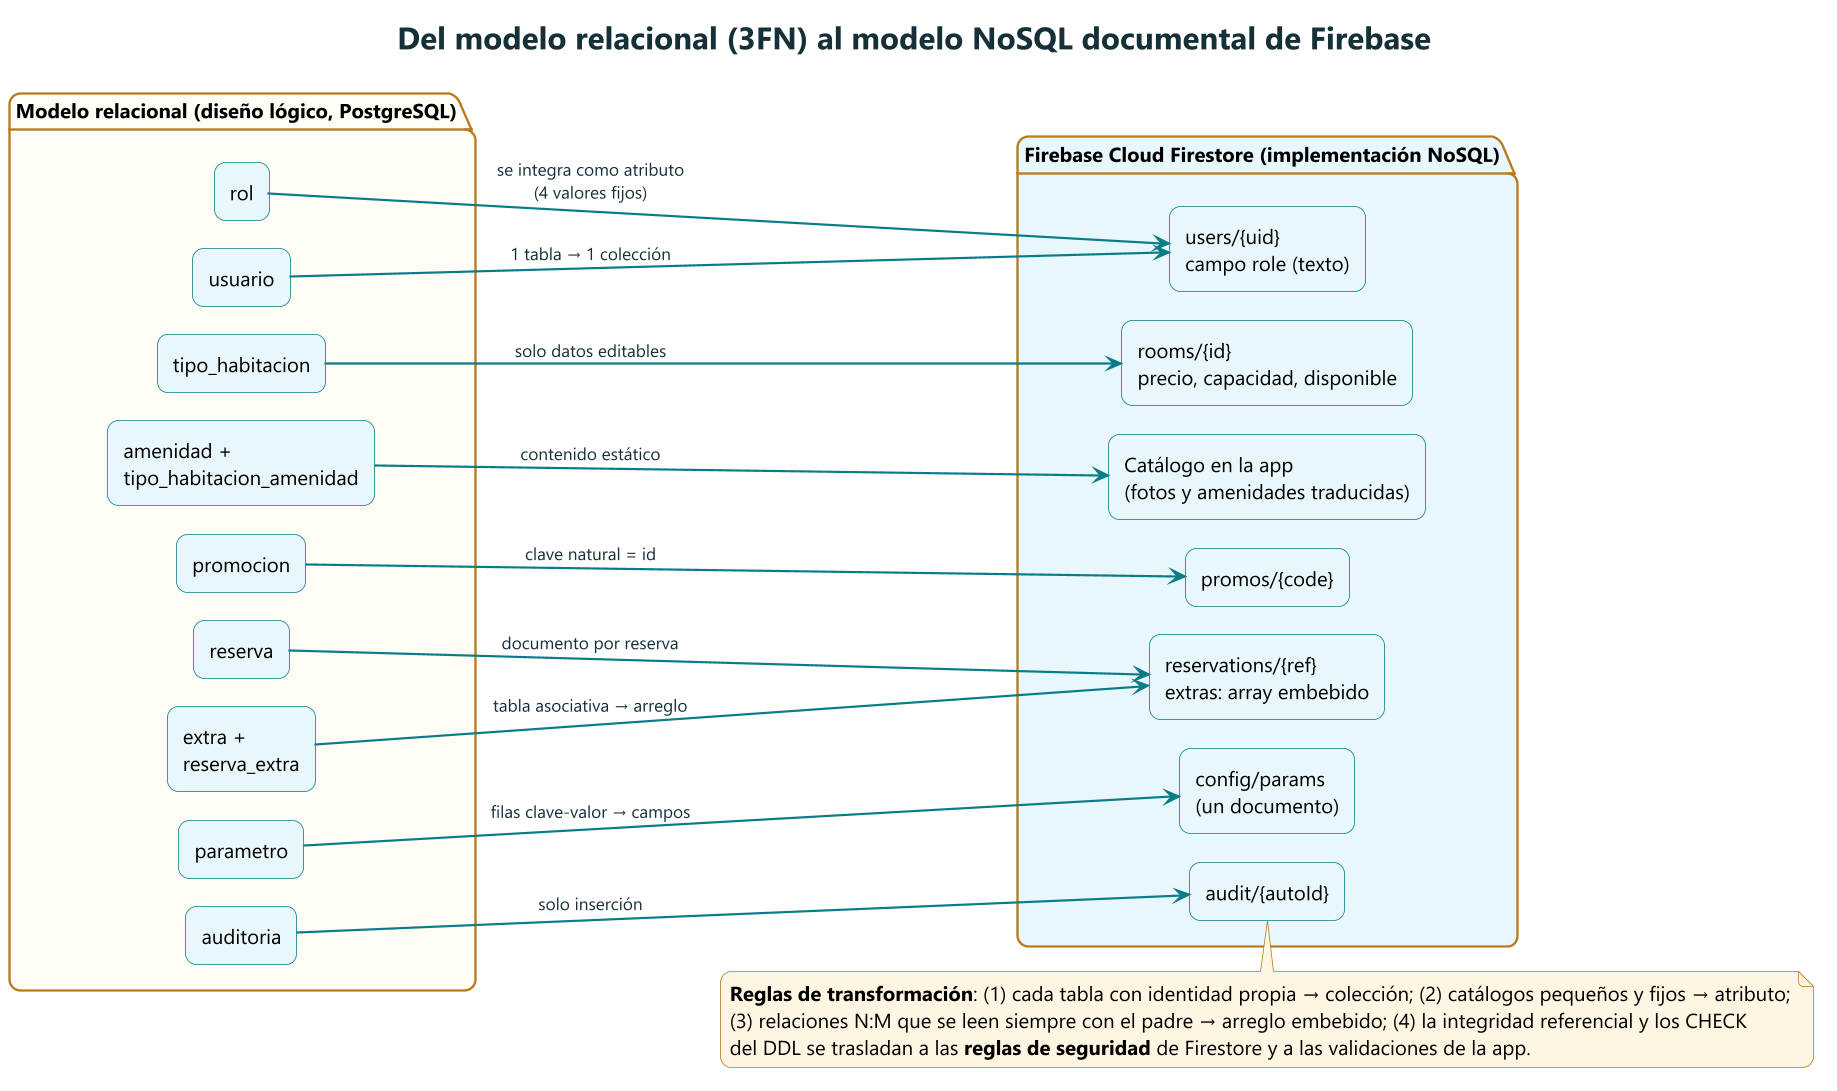 Del modelo relacional (3FN) al modelo NoSQL documental de Firebase
Modelo relacional (diseño lógico, PostgreSQL)
rol
usuario
tipo_habitacion
amenidad +
tipo_habitacion_amenidad
promocion
reserva
extra +
reserva_extra
parametro
auditoria
se integra como atributo
(4 valores fijos)
1 tabla → 1 colección
solo datos editables
contenido estático
clave natural = id
documento por reserva
tabla asociativa → arreglo
filas clave-valor → campos
solo inserción
Firebase Cloud Firestore (implementación NoSQL)
users/{uid}
campo role (texto)
rooms/{id}
precio, capacidad, disponible
Catálogo en la app
(fotos y amenidades traducidas)
promos/{code}
reservations/{ref}
extras: array embebido
config/params
(un documento)
audit/{autoId}
Reglas de transformación: (1) cada tabla con identidad propia → colección; (2) catálogos pequeños y fijos → atributo;
(3) relaciones N:M que se leen siempre con el padre → arreglo embebido; (4) la integridad referencial y los CHECK
del DDL se trasladan a las reglas de seguridad de Firestore y a las validaciones de la app.